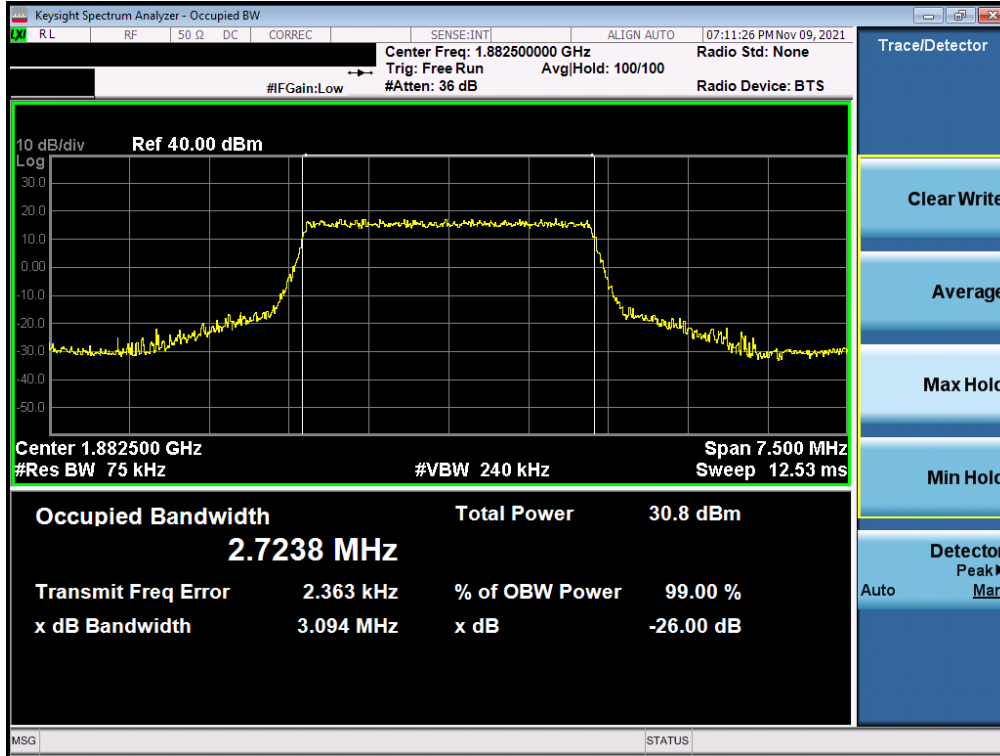 Keysight Spectrum Analyzer - Occupied BW
LXI RL RF 50 Ω DC CORREC SENSE:INT ALIGN AUTO 07:11:26 PM Nov 09, 2021
Center Freq: 1.882500000 GHz Radio Std: None
Trig: Free Run Avg|Hold: 100/100
#IFGain:Low #Atten: 36 dB Radio Device: BTS
Trace/Detector
10 dB/div Ref 40.00 dBm
Log
30.0
20.0
10.0
0.00
-10.0
-20.0
-30.0
-40.0
-50.0
Center 1.882500 GHz Span 7.500 MHz
#Res BW 75 kHz #VBW 240 kHz Sweep 12.53 ms
Occupied Bandwidth Total Power 30.8 dBm
2.7238 MHz
Transmit Freq Error 2.363 kHz % of OBW Power 99.00 %
x dB Bandwidth 3.094 MHz x dB -26.00 dB
Clear Write
Average
Max Hold
Min Hold
Detector
Peak
Auto Man
MSG STATUS